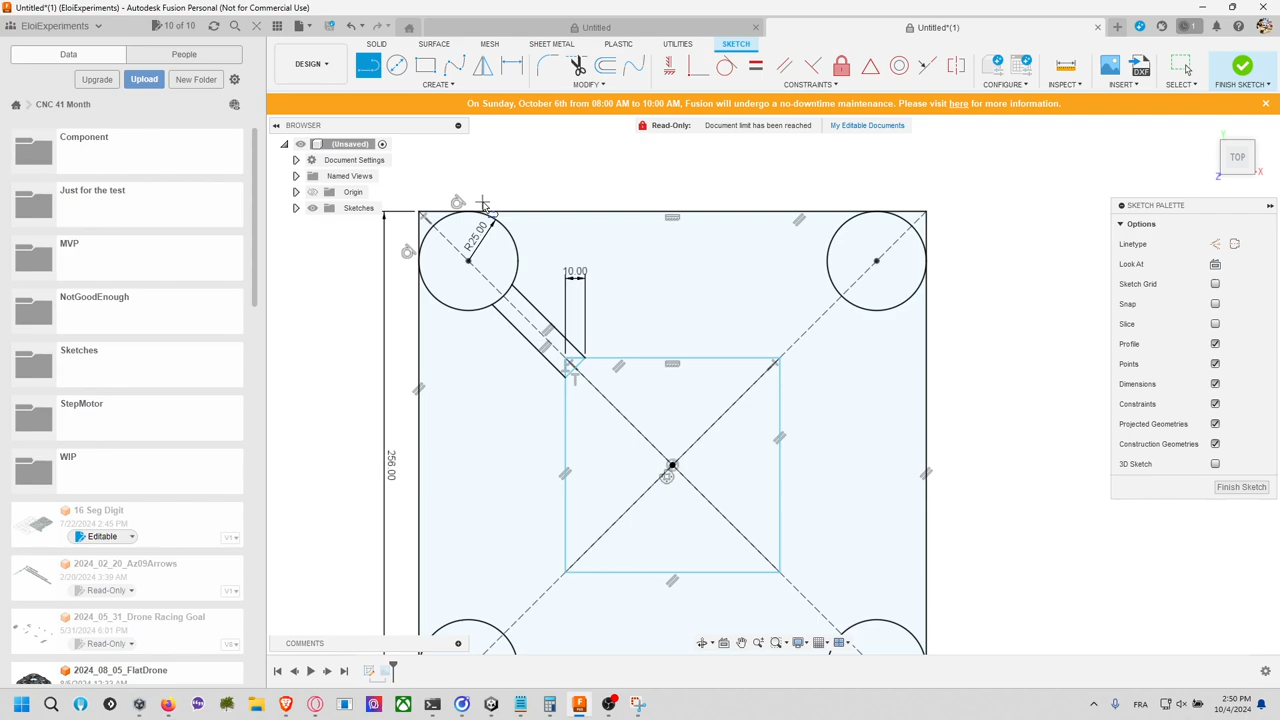 Untitled*(1) (Unsaved) - Autodesk Fusion Personal (Not for Commercial Use)
EloiExperiments
10 of 10
Untitled
Untitled*(1)
1
Data
People
DESIGN
SOLID
SURFACE
MESH
SHEET METAL
PLASTIC
UTILITIES
SKETCH
CREATE
MODIFY
CONSTRAINTS
CONFIGURE
INSPECT
INSERT
SELECT
FINISH SKETCH
DXF
Upgrade
Upload
New Folder
On Sunday, October 6th from 08:00 AM to 10:00 AM, Fusion will undergo a no-downtime maintenance. Please visit here for more information.
CNC 41 Month
BROWSER
Read-Only:
Document limit has been reached
My Editable Documents
(Unsaved)
Document Settings
Named Views
Origin
Sketches
Component
Just for the test
MVP
NotGoodEnough
Sketches
StepMotor
WIP
16 Seg Digit
7/22/2024 2:45 PM
Editable
V1
2024_02_20_Az09Arrows
2/20/2024 3:39 AM
Read-Only
V1
2024_05_31_Drone Racing Goal
5/31/2024 6:01 PM
Read-Only
V8
2024_08_05_FlatDrone
R25.00
10.00
256.00
TOP
Y
Z
X
SKETCH PALETTE
Options
Linetype
Look At
Sketch Grid
Snap
Slice
Profile
Points
Dimensions
Constraints
Projected Geometries
Construction Geometries
3D Sketch
Finish Sketch
COMMENTS
FRA
2:50 PM
10/4/2024